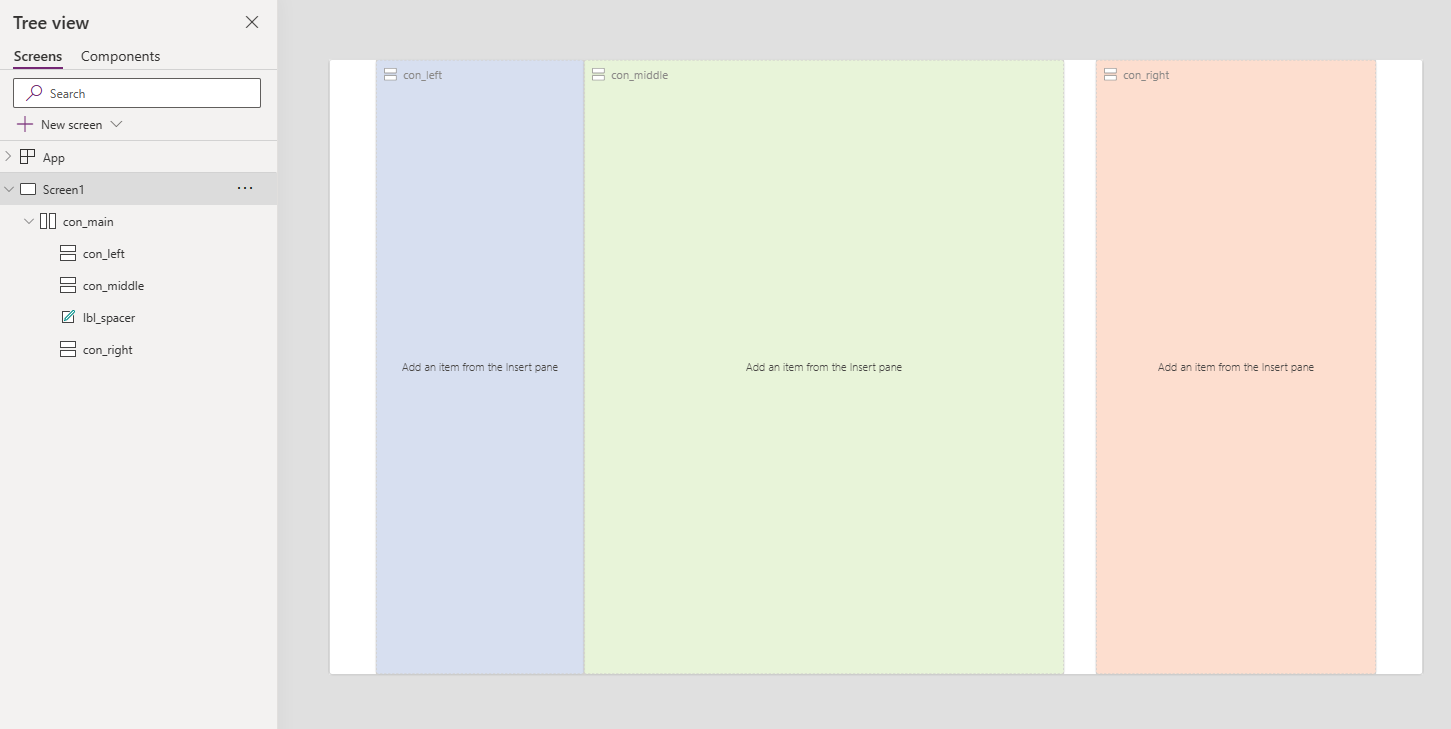 Tree view
Screens Components
Search
New screen
App
Screen1
con_main
con_left
con_middle
lbl_spacer
con_right
con_left
con_middle
con_right
Add an item from the Insert pane
Add an item from the Insert pane
Add an item from the Insert pane